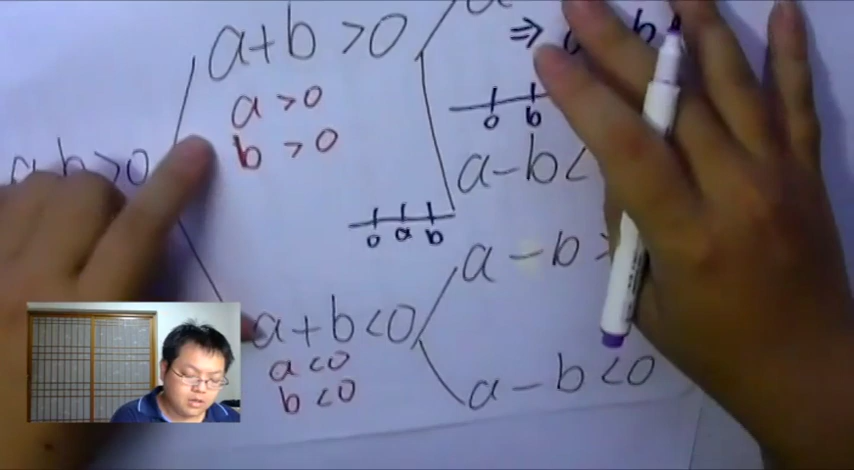 a+b >0
a >0
b >0
ab >0
⇒
0 b
a-b<
0 a b
a-b
a+b<0
a<0
b<0
a-b<0